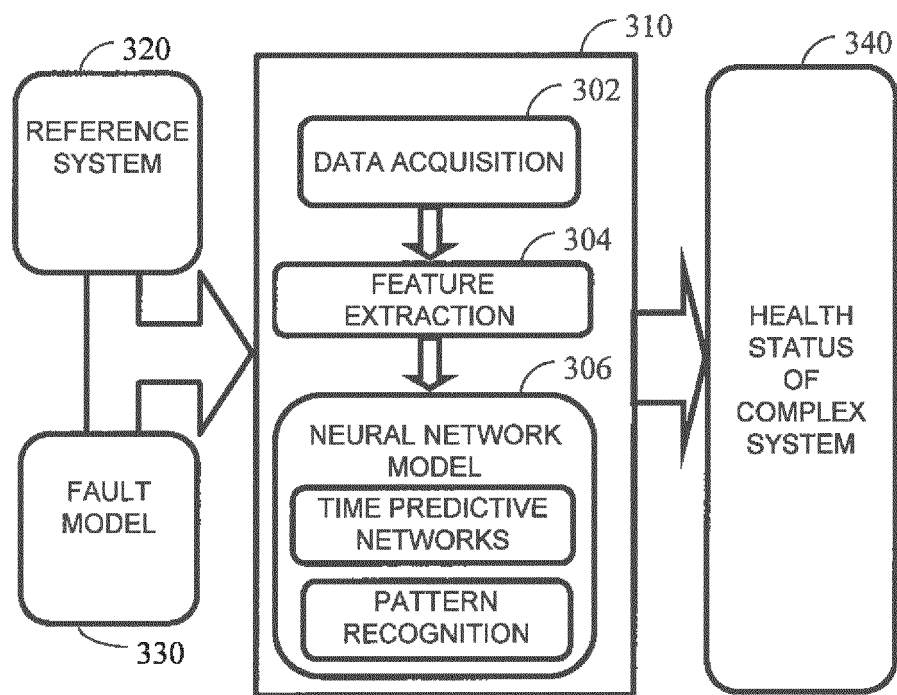 320
REFERENCE
SYSTEM
FAULT
MODEL
330
310
302
DATA ACQUISITION
304
FEATURE
EXTRACTION
306
NEURAL NETWORK
MODEL
TIME PREDICTIVE
NETWORKS
PATTERN
RECOGNITION
340
HEALTH
STATUS
OF
COMPLEX
SYSTEM